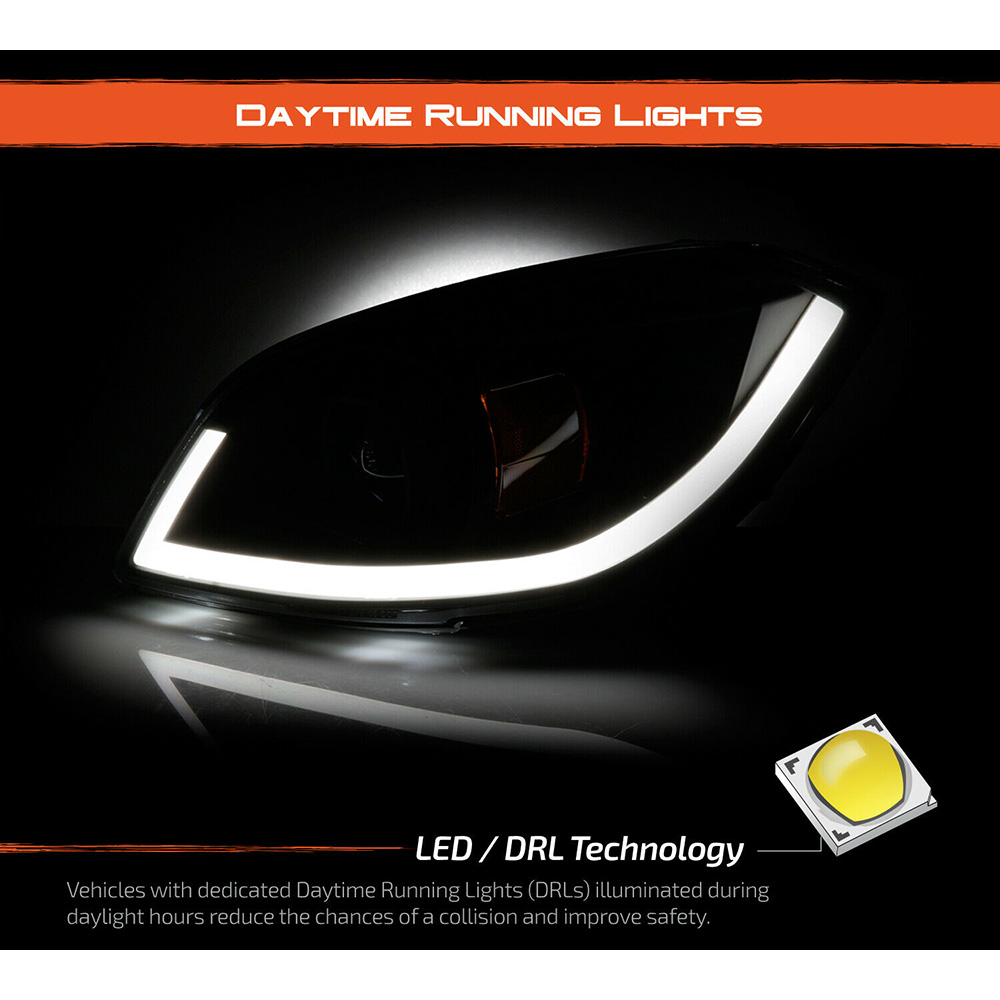 Daytime Running Lights
LED / DRL Technology
Vehicles with dedicated Daytime Running Lights (DRLs) illuminated during
daylight hours reduce the chances of a collision and improve safety.